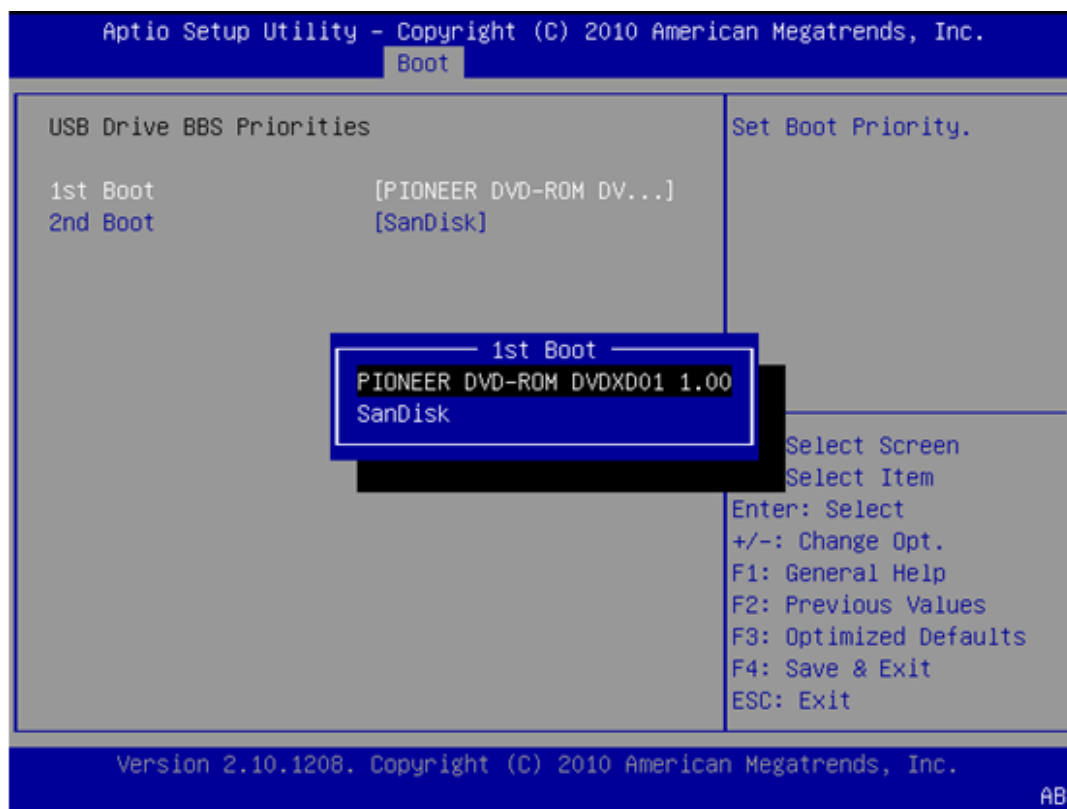 Aptio Setup Utility – Copyright (C) 2010 American Megatrends, Inc.
Boot
USB Drive BBS Priorities
1st Boot [PIONEER DVD-ROM DV...]
2nd Boot [SanDisk]
Set Boot Priority.
1st Boot
PIONEER DVD-ROM DVDXD01 1.00
SanDisk
Select Screen
Select Item
Enter: Select
+/-: Change Opt.
F1: General Help
F2: Previous Values
F3: Optimized Defaults
F4: Save & Exit
ESC: Exit
Version 2.10.1208. Copyright (C) 2010 American Megatrends, Inc.
AB